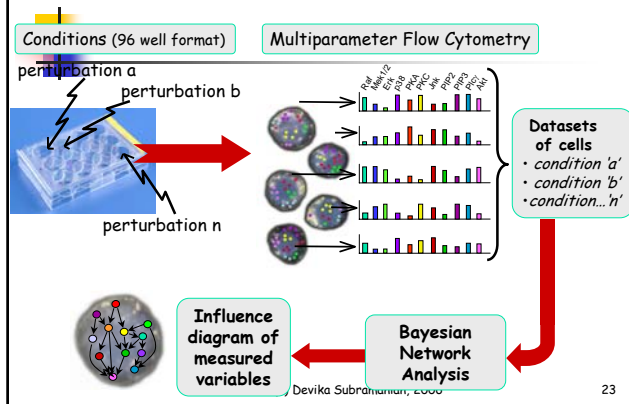 Conditions (96 well format)
Multiparameter Flow Cytometry
perturbation a
perturbation b
perturbation n
Raf
Mek1/2
Erk
p38
PKA
PKC
Jnk
PIP2
PIP3
Plcγ
Akt
Datasets
of cells
• condition 'a'
• condition 'b'
• condition...'n'
Influence
diagram of
measured
variables
Bayesian
Network
Analysis
) Devika Subramanian, 2006
23